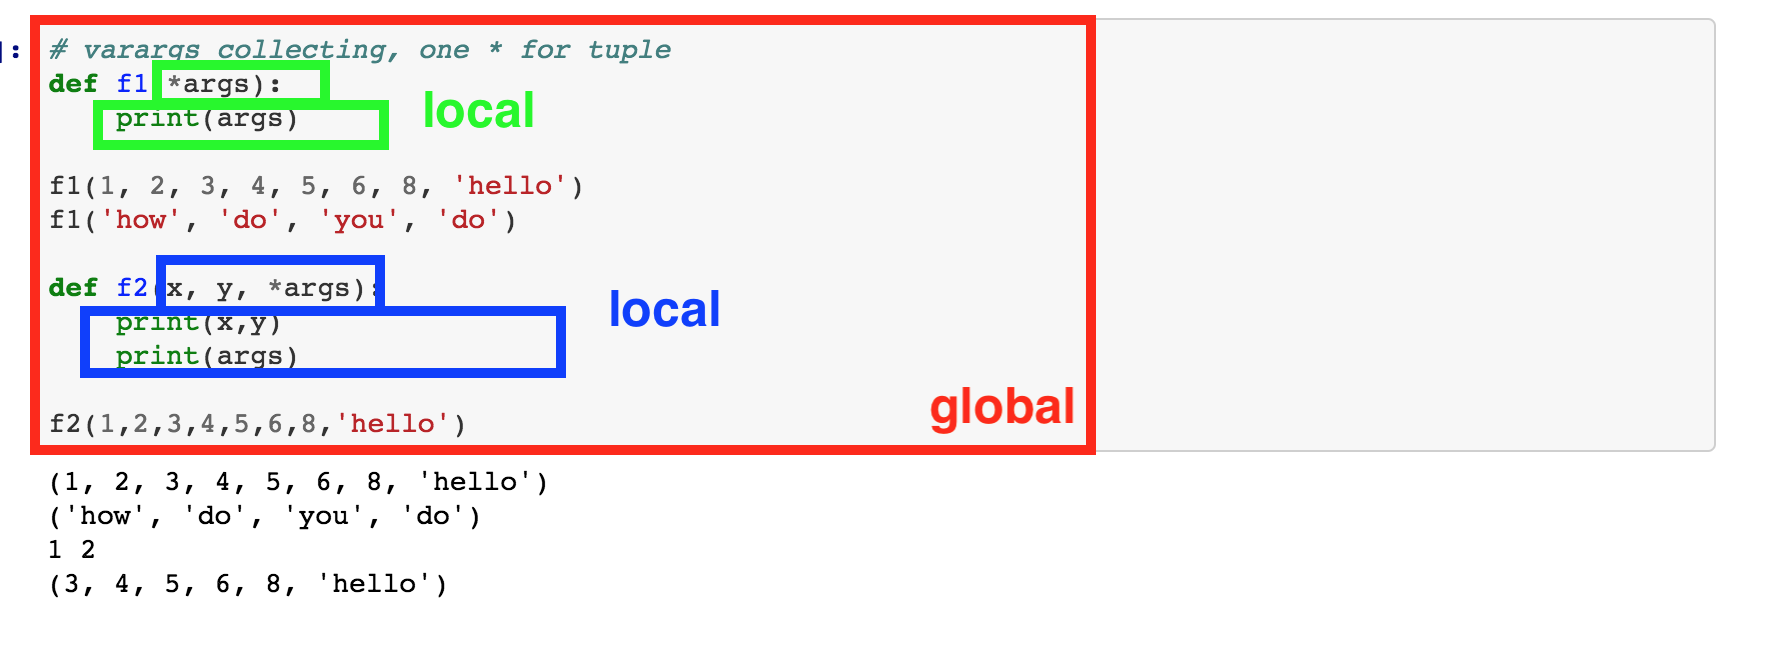 ]:
# varargs collecting, one * for tuple
def f1(*args):
    print(args)
local
f1(1, 2, 3, 4, 5, 6, 8, 'hello')
f1('how', 'do', 'you', 'do')
def f2(x, y, *args):
    print(x,y)
    print(args)
local
f2(1,2,3,4,5,6,8,'hello')
global
(1, 2, 3, 4, 5, 6, 8, 'hello')
('how', 'do', 'you', 'do')
1 2
(3, 4, 5, 6, 8, 'hello')